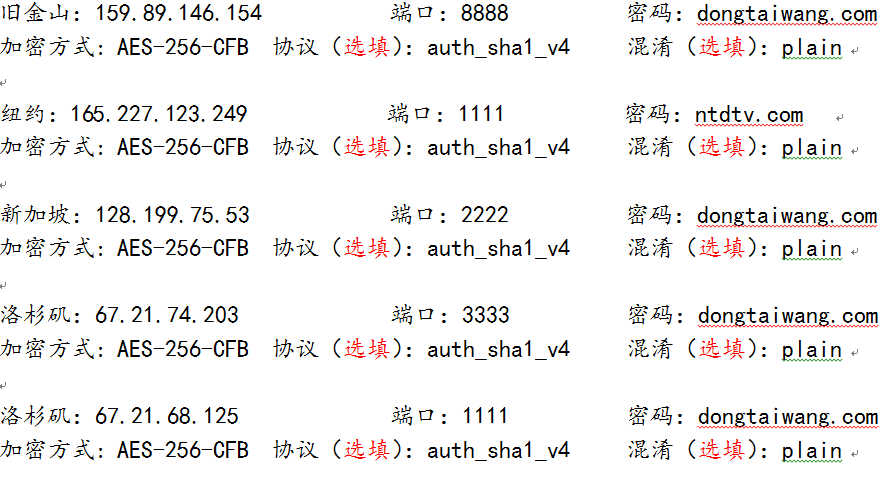 旧金山：159.89.146.154 端口：8888 密码：dongtaiwang.com
加密方式：AES-256-CFB 协议（选填）：auth_sha1_v4 混淆（选填）：plain
纽约：165.227.123.249 端口：1111 密码：ntdtv.com
加密方式：AES-256-CFB 协议（选填）：auth_sha1_v4 混淆（选填）：plain
新加坡：128.199.75.53 端口：2222 密码：dongtaiwang.com
加密方式：AES-256-CFB 协议（选填）：auth_sha1_v4 混淆（选填）：plain
洛杉矶：67.21.74.203 端口：3333 密码：dongtaiwang.com
加密方式：AES-256-CFB 协议（选填）：auth_sha1_v4 混淆（选填）：plain
洛杉矶：67.21.68.125 端口：1111 密码：dongtaiwang.com
加密方式：AES-256-CFB 协议（选填）：auth_sha1_v4 混淆（选填）：plain